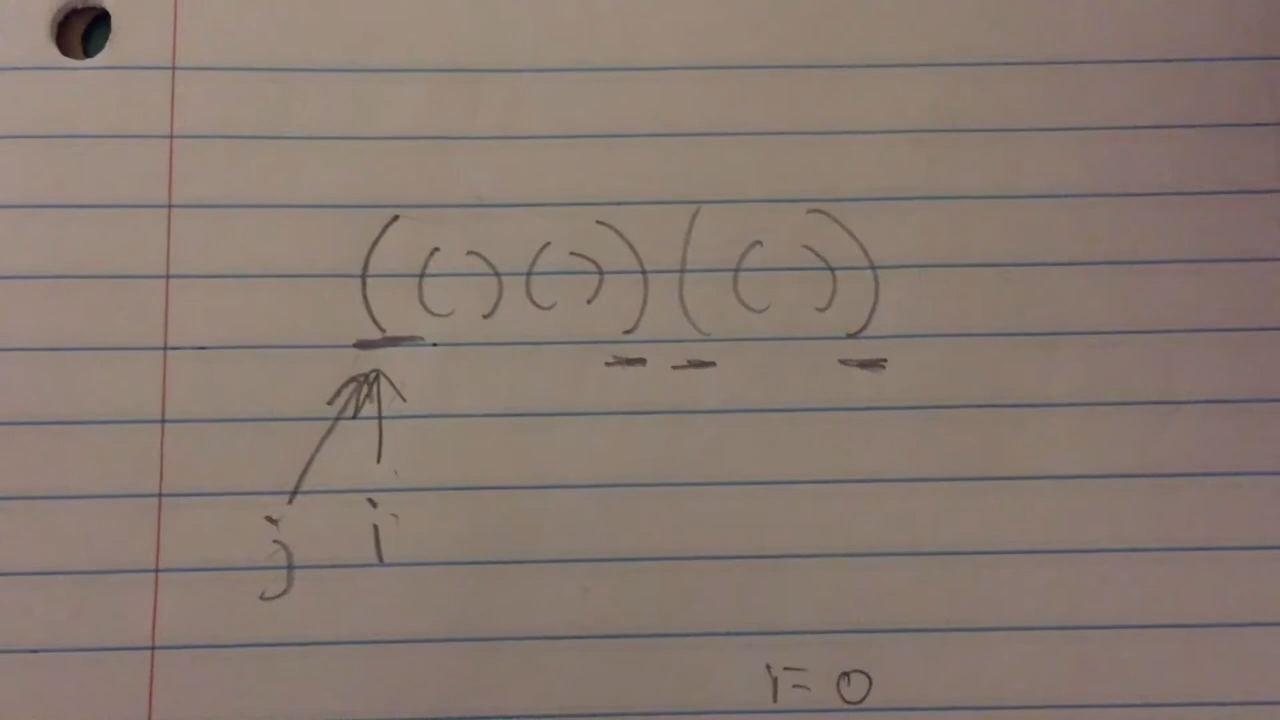 (()())(())
j i
i = 0